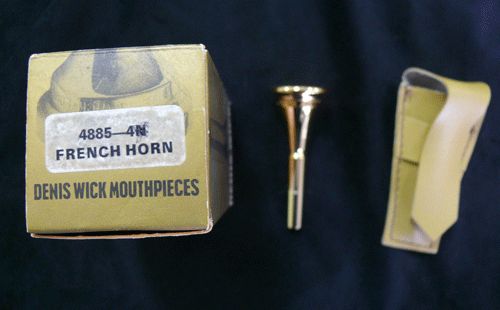 4885—4N
FRENCH HORN
DENIS WICK MOUTHPIECES